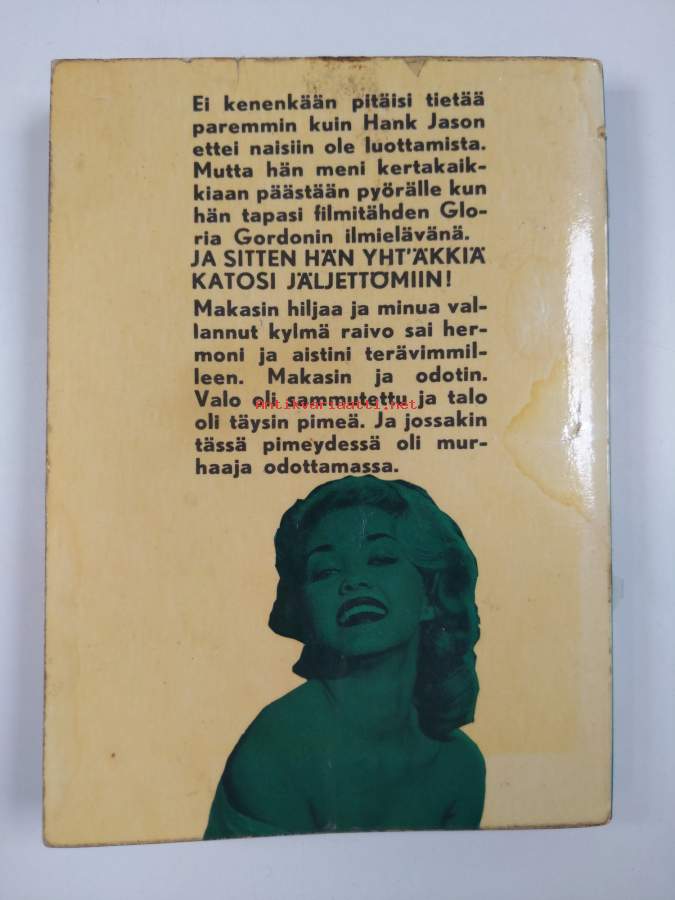 Ei kenenkään pitäisi tietää
paremmin kuin Hank Jason
ettei naisiin ole luottamista.
Mutta hän meni kertakaik-
kiaan päästään pyörälle kun
hän tapasi filmitähden Glo-
ria Gordonin ilmielävänä.
JA SITTEN HÄN YHT'ÄKKIÄ
KATOSI JÄLJETTÖMIIN!
Makasin hiljaa ja minua val-
lannut kylmä raivo sai her-
moni ja aistini terävimmil-
leen. Makasin ja odotin.
Valo oli sammutettu ja talo
Antikvariaatti.net
oli täysin pimeä. Ja jossakin
tässä pimeydessä oli mur-
haaja odottamassa.